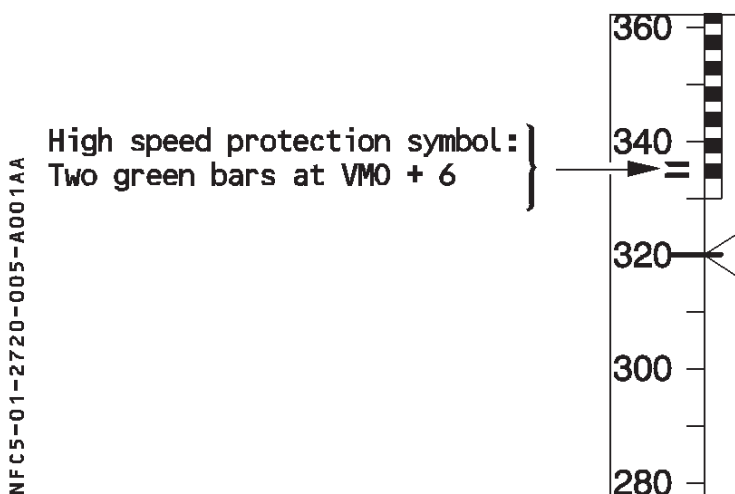 360
High speed protection symbol:
340
Two green bars at VMO + 6
320
300
280
NFC5-01-2720-005-A001AA